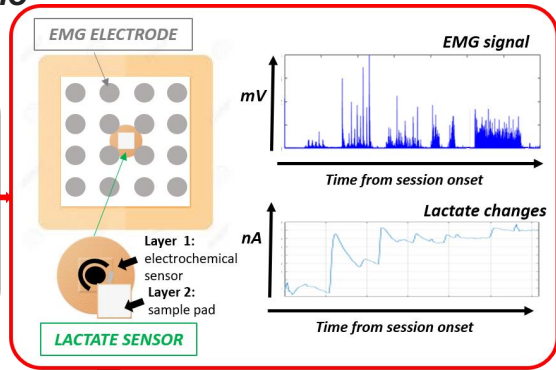 EMG ELECTRODE
Layer 1:
electrochemical
sensor
Layer 2:
sample pad
LACTATE SENSOR
EMG signal
mV
Time from session onset
Lactate changes
nA
Time from session onset